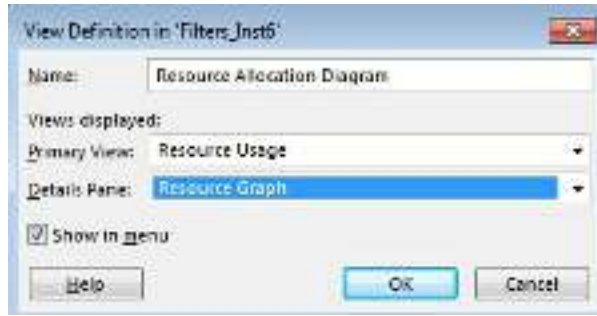 View Definition in 'Filters_Inst6'
Name: Resource Allocation Diagram
Views displayed:
Primary View: Resource Usage
Details Pane: Resource Graph
Show in menu
Help OK Cancel